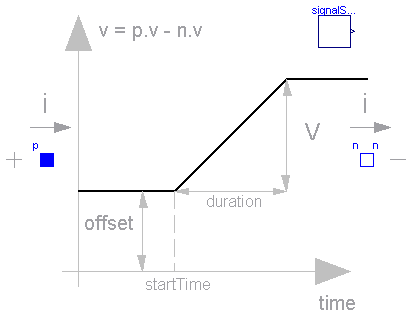 signalS...
v = p.v - n.v
i
i
p
n n
+
V
−
duration
offset
startTime
time